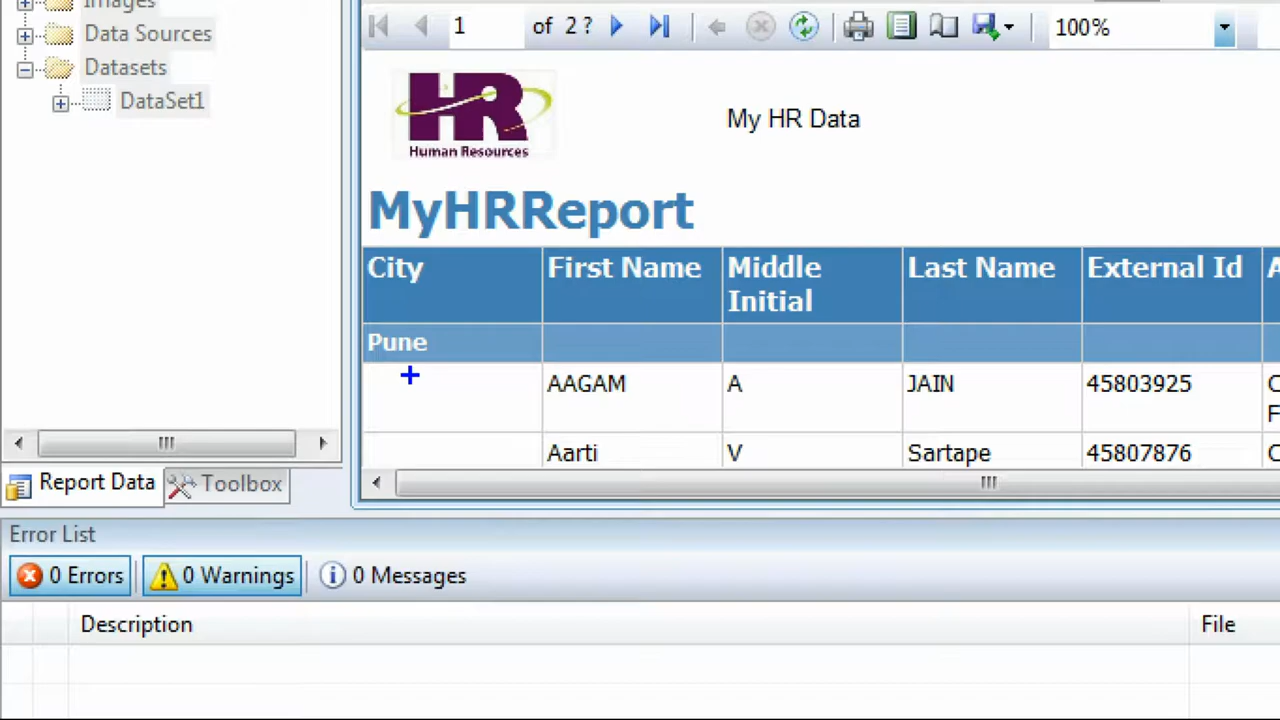 Images
Data Sources
Datasets
DataSet1
Report Data
Toolbox
1 of 2 ? 100%
HR
Human Resources
My HR Data
MyHRReport
City First Name Middle Initial Last Name External Id A
Pune
AAGAM A JAIN 45803925 C
F
Aarti V Sartape 45807876 C
Error List
0 Errors 0 Warnings 0 Messages
Description File